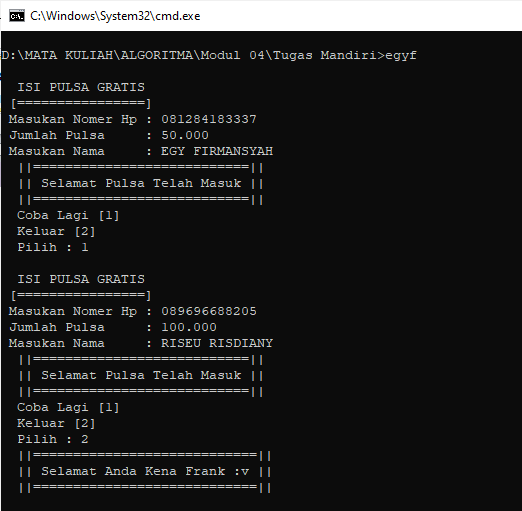 C:\Windows\System32\cmd.exe
D:\MATA KULIAH\ALGORITMA\Modul 04\Tugas Mandiri>egyf
ISI PULSA GRATIS
[===============]
Masukan Nomer Hp : 081284183337
Jumlah Pulsa     : 50.000
Masukan Nama     : EGY FIRMANSYAH
||==========================||
|| Selamat Pulsa Telah Masuk ||
||==========================||
Coba Lagi [1]
Keluar [2]
Pilih : 1
ISI PULSA GRATIS
[===============]
Masukan Nomer Hp : 089696688205
Jumlah Pulsa     : 100.000
Masukan Nama     : RISEU RISDIANY
||==========================||
|| Selamat Pulsa Telah Masuk ||
||==========================||
Coba Lagi [1]
Keluar [2]
Pilih : 2
||===========================||
|| Selamat Anda Kena Frank :v ||
||===========================||